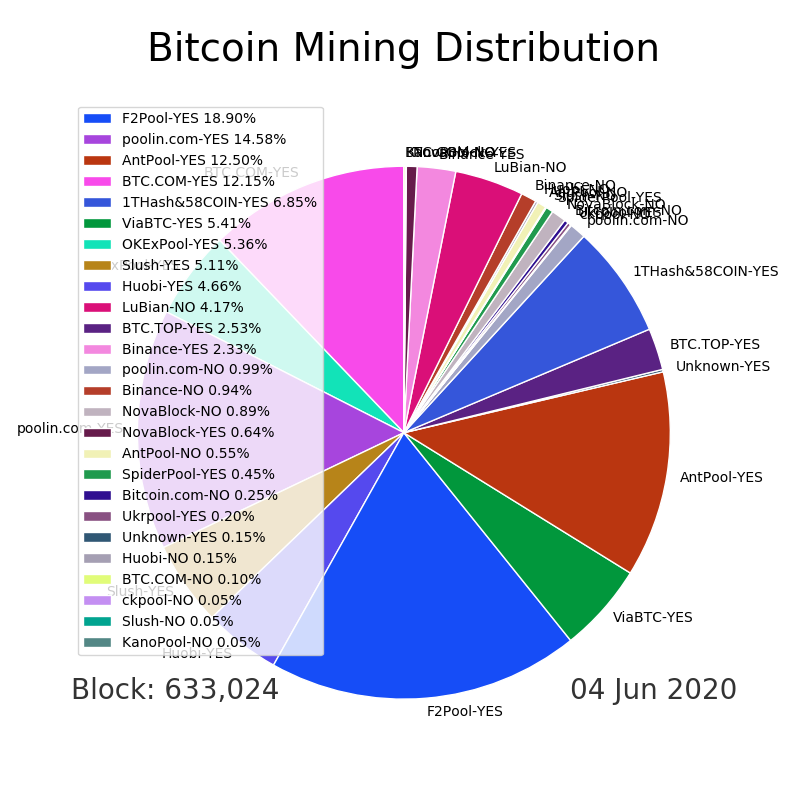 Bitcoin Mining Distribution
F2Pool-YES 18.90%
poolin.com-YES 14.58%
AntPool-YES 12.50%
BTC.COM-YES 12.15%
1THash&58COIN-YES 6.85%
ViaBTC-YES 5.41%
OKExPool-YES 5.36%
Slush-YES 5.11%
Huobi-YES 4.66%
LuBian-NO 4.17%
BTC.TOP-YES 2.53%
Binance-YES 2.33%
poolin.com-NO 0.99%
Binance-NO 0.94%
NovaBlock-NO 0.89%
NovaBlock-YES 0.64%
AntPool-NO 0.55%
SpiderPool-YES 0.45%
Bitcoin.com-NO 0.25%
Ukrpool-YES 0.20%
Unknown-YES 0.15%
Huobi-NO 0.15%
BTC.COM-NO 0.10%
ckpool-NO 0.05%
Slush-NO 0.05%
KanoPool-NO 0.05%
BTC.COM-YES
poolin.com-YES
Slush-YES
Huobi-YES
F2Pool-YES
ViaBTC-YES
AntPool-YES
Unknown-YES
BTC.TOP-YES
1THash&58COIN-YES
poolin.com-NO
NovaBlock-NO
SpiderPool-YES
Binance-NO
LuBian-NO
Binance-YES
Block: 633,024
04 Jun 2020